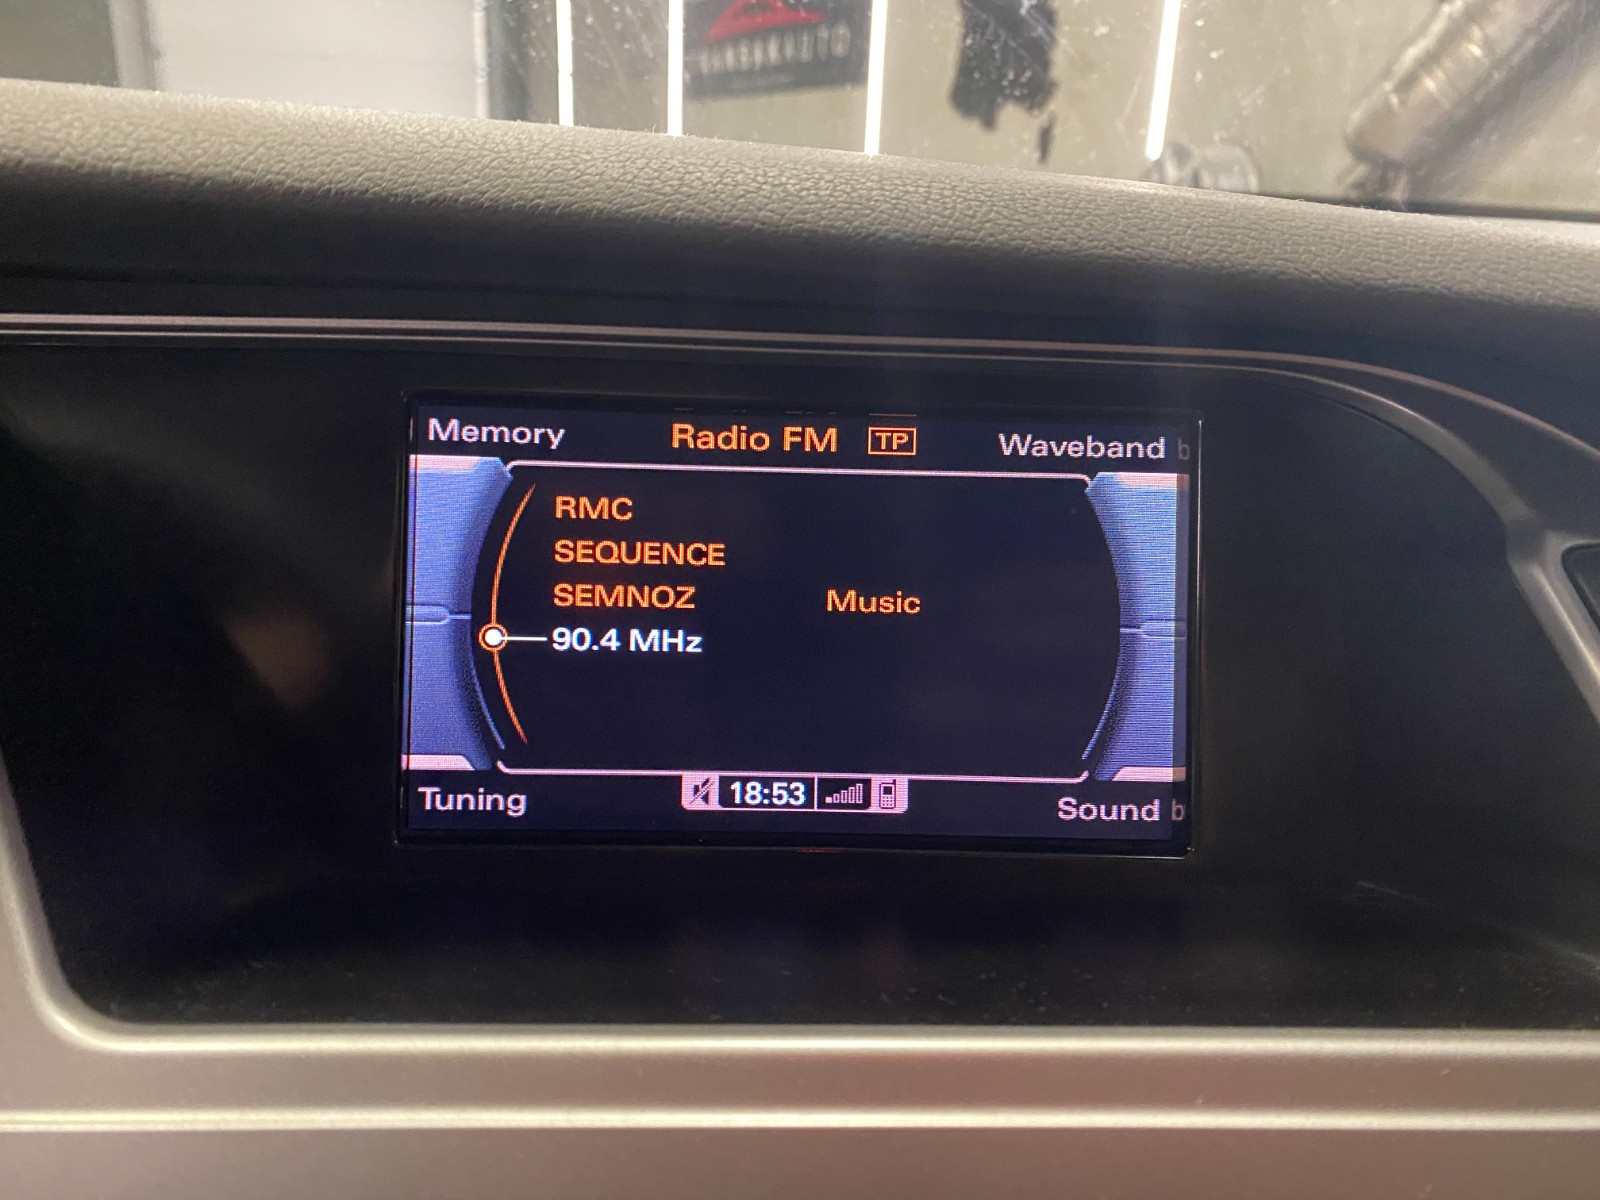 Memory
Radio FM TP
Waveband b
RMC
SEQUENCE
SEMNOZ Music
90.4 MHz
Tuning
18:53
Sound b